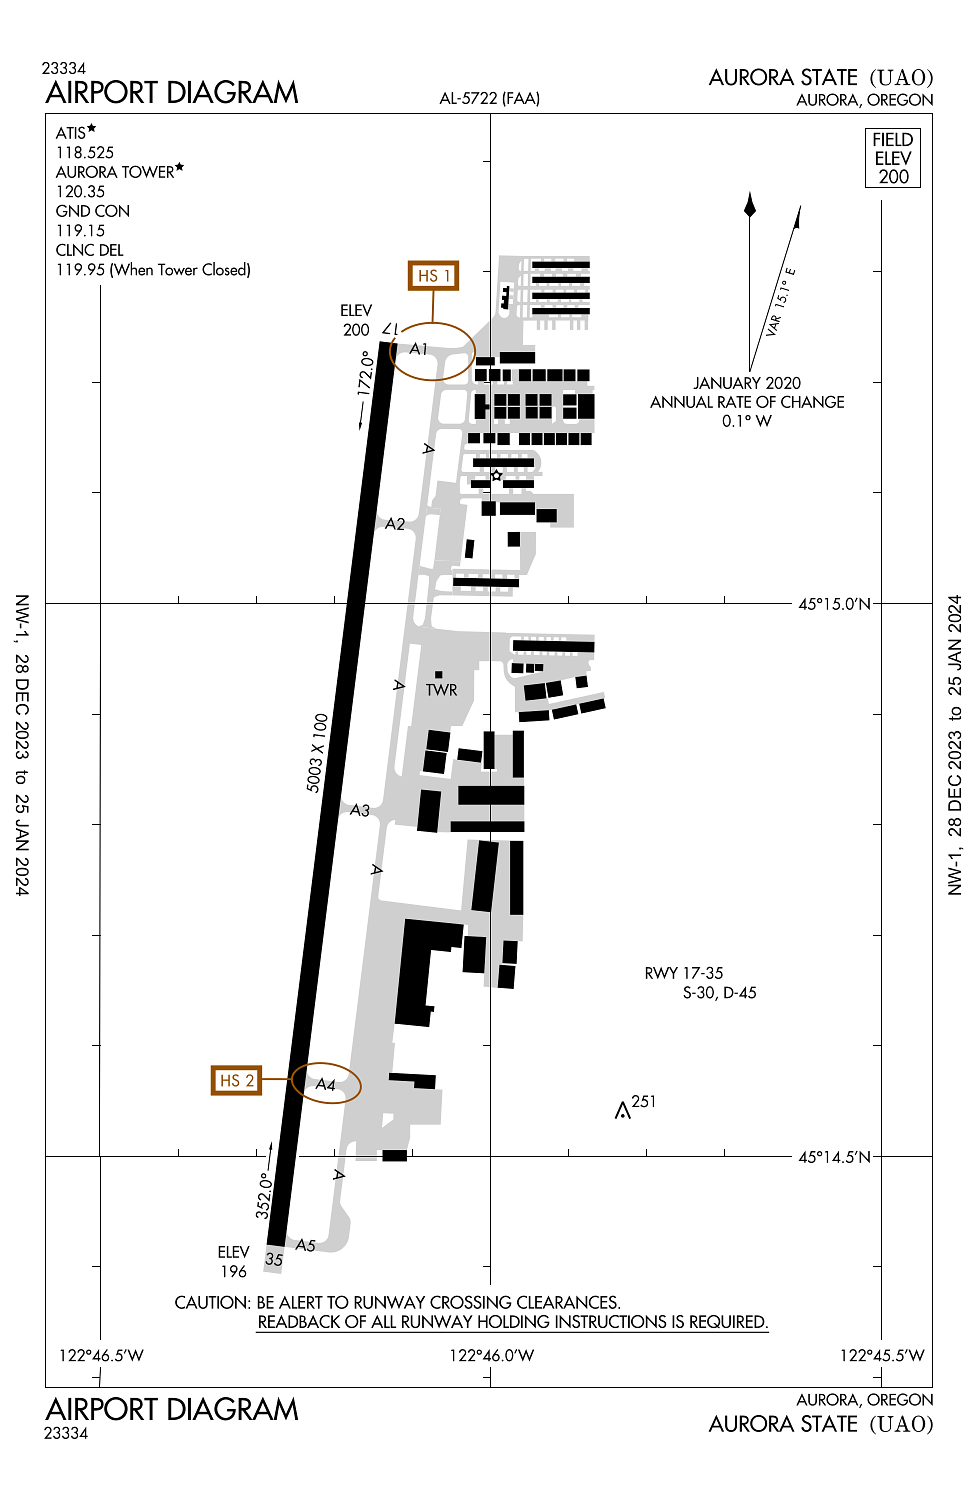 23334
AIRPORT DIAGRAM
AL-5722 (FAA)
AURORA STATE (UAO)
AURORA, OREGON
ATIS★
118.525
AURORA TOWER★
120.35
GND CON
119.15
CLNC DEL
119.95 (When Tower Closed)
FIELD
ELEV
200
VAR 15.1° E
JANUARY 2020
ANNUAL RATE OF CHANGE
0.1° W
HS 1
ELEV
200
17
A1
172.0°
A
A2
45°15.0'N
A
TWR
5003 X 100
A3
A
RWY 17-35
S-30, D-45
HS 2
A4
251
45°14.5'N
A
352.0°
A5
ELEV
196
35
CAUTION: BE ALERT TO RUNWAY CROSSING CLEARANCES.
READBACK OF ALL RUNWAY HOLDING INSTRUCTIONS IS REQUIRED.
122°46.5'W
122°46.0'W
122°45.5'W
NW-1, 28 DEC 2023 to 25 JAN 2024
NW-1, 28 DEC 2023 to 25 JAN 2024
AIRPORT DIAGRAM
23334
AURORA, OREGON
AURORA STATE (UAO)